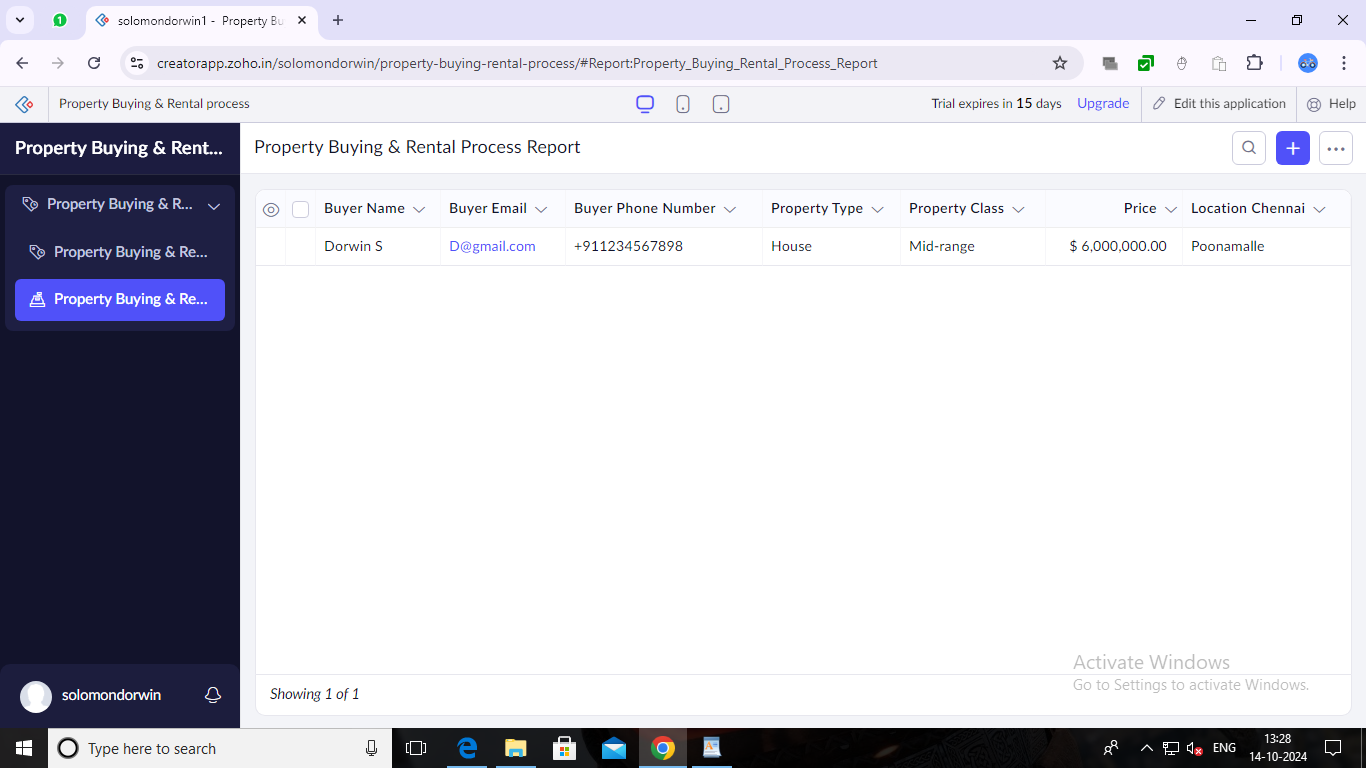 1
solomondorwin1 - Property Bu
creatorapp.zoho.in/solomondorwin/property-buying-rental-process/#Report:Property_Buying_Rental_Process_Report
Property Buying & Rental process
Trial expires in 15 days Upgrade Edit this application Help
Property Buying & Rent...
Property Buying & Rental Process Report
Property Buying & R...
Property Buying & Re...
Property Buying & Re...
Buyer Name Buyer Email Buyer Phone Number Property Type Property Class Price Location Chennai
Dorwin S D@gmail.com +911234567898 House Mid-range $ 6,000,000.00 Poonamalle
Activate Windows
Go to Settings to activate Windows.
Showing 1 of 1
solomondorwin
Type here to search
ENG
13:28
14-10-2024